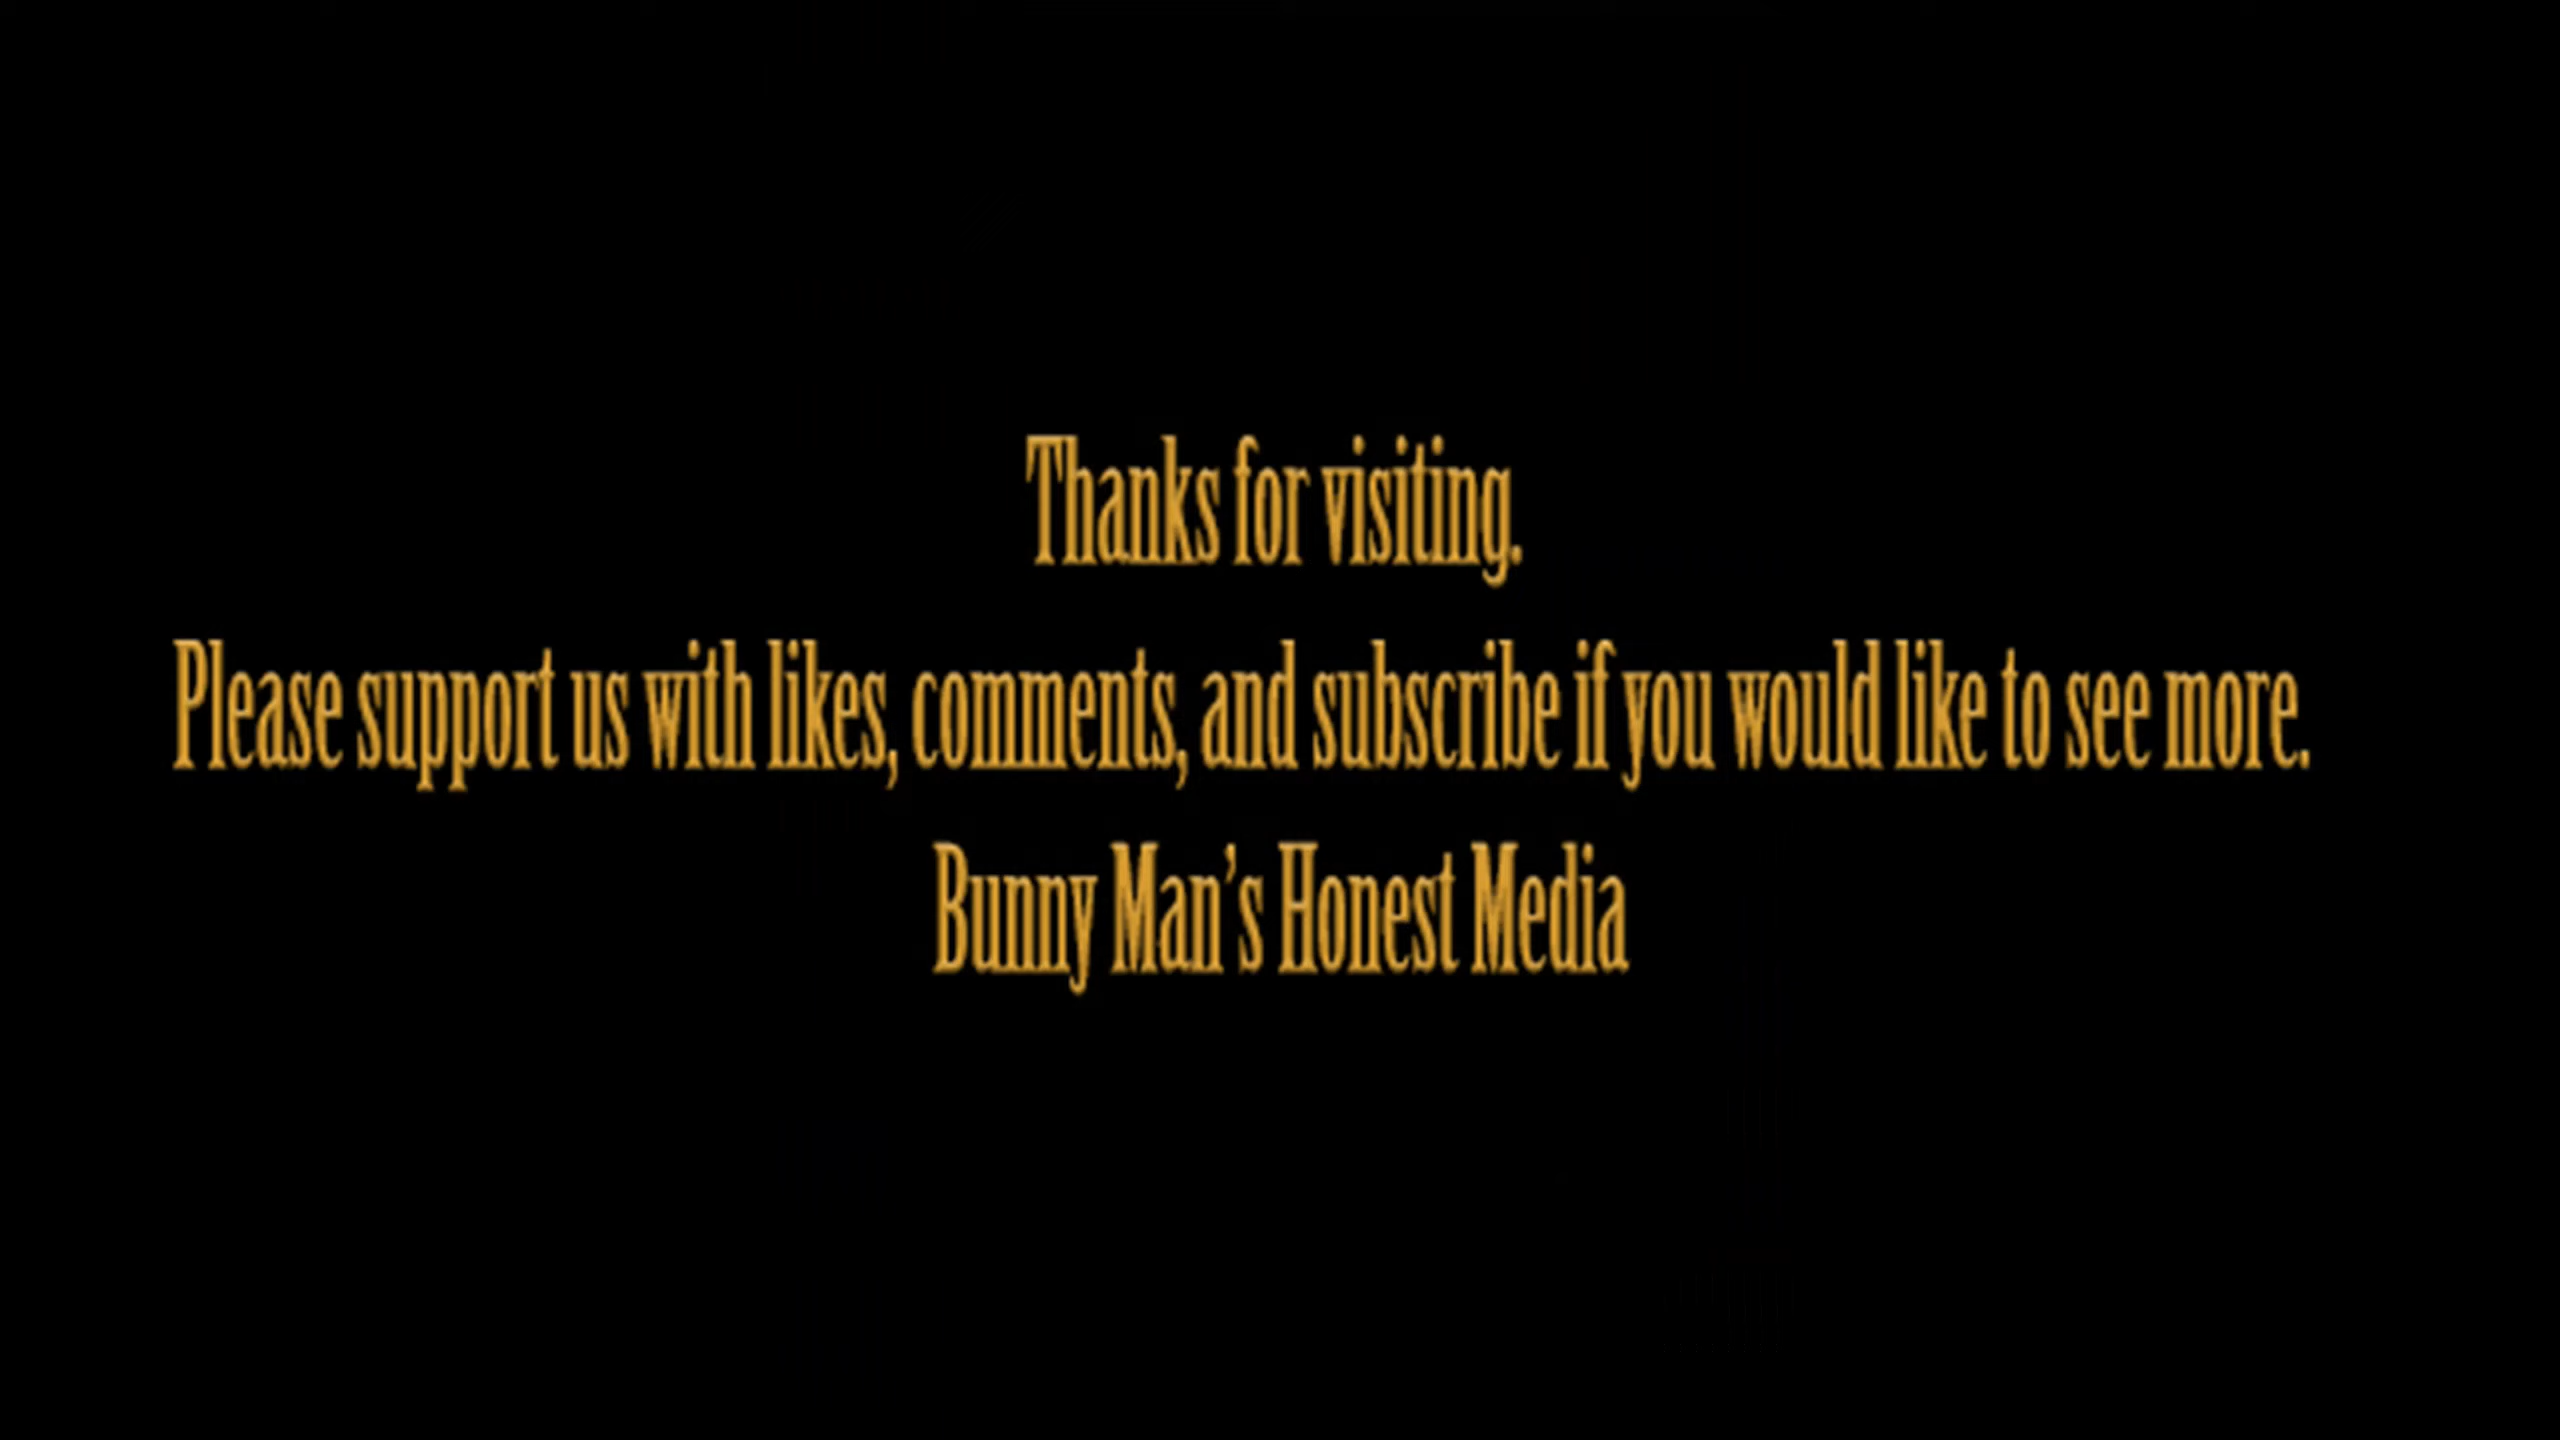 Thanks for visiting.
Please support us with likes, comments, and subscribe if you would like to see more.
Bunny Man’s Honest Media